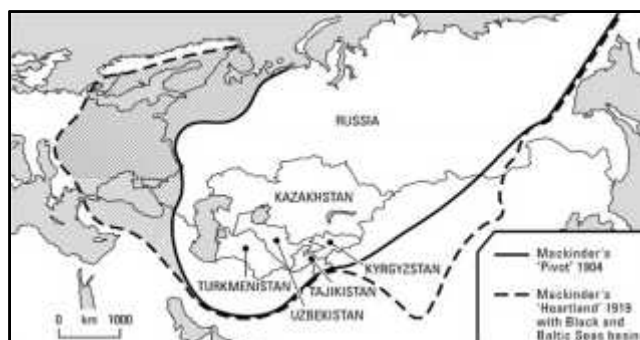 RUSSIA
KAZAKHSTAN
KYRGYZSTAN
TURKMENISTAN
TAJIKISTAN
UZBEKISTAN
0 km 1000
Mackinder's
'Pivot' 1904
Mackinder's
'Heartland' 1919
with Black and
Baltic Seas basin